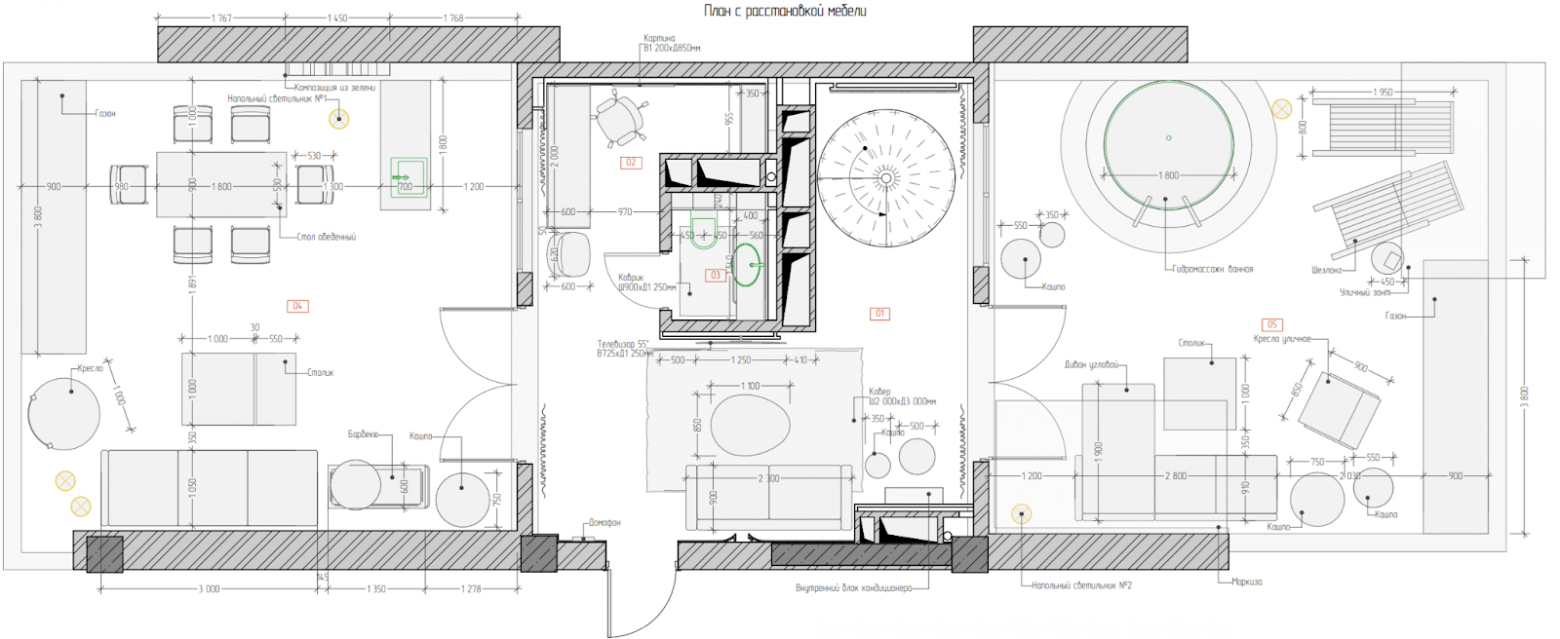 План с расстановкой мебели
1 767
1 450
1 768
Картина
В1 200хД850мм
Композиция из зелени
Напольный светильник №1
Газон
1 000
350
955
1 950
800
530
2 000
1 800
02
900
980
1 800
900
530
1 300
700
1 200
1 800
3 800
600
970
240
400
450
450
560
50
620
600
1 540
03
550
350
Стол обеденный
Коврик
Ш900хД1 250мм
Кашпо
Гидромассажн. ванная
Шезлонг
450
Уличный зонт
1 891
04
01
05
Газон
30
1 000
550
Телевизор 55"
В725хД1 250мм
500
1 250
410
Столик
Кресло уличное
Кресло
1 000
Столик
1 000
1 100
850
Ковер
Ш2 000хД3 000мм
Диван угловой
900
850
1 000
3 800
350
Барбекю
Кашпо
350
500
Кашпо
350
1 900
1 050
600
750
900
2 300
1 200
2 800
910
750
550
2 030
900
Кашпо
Кашпо
Домофон
3 000
145
1 350
1 278
Внутренний блок кондиционера
Напольный светильник №2
Маркиза